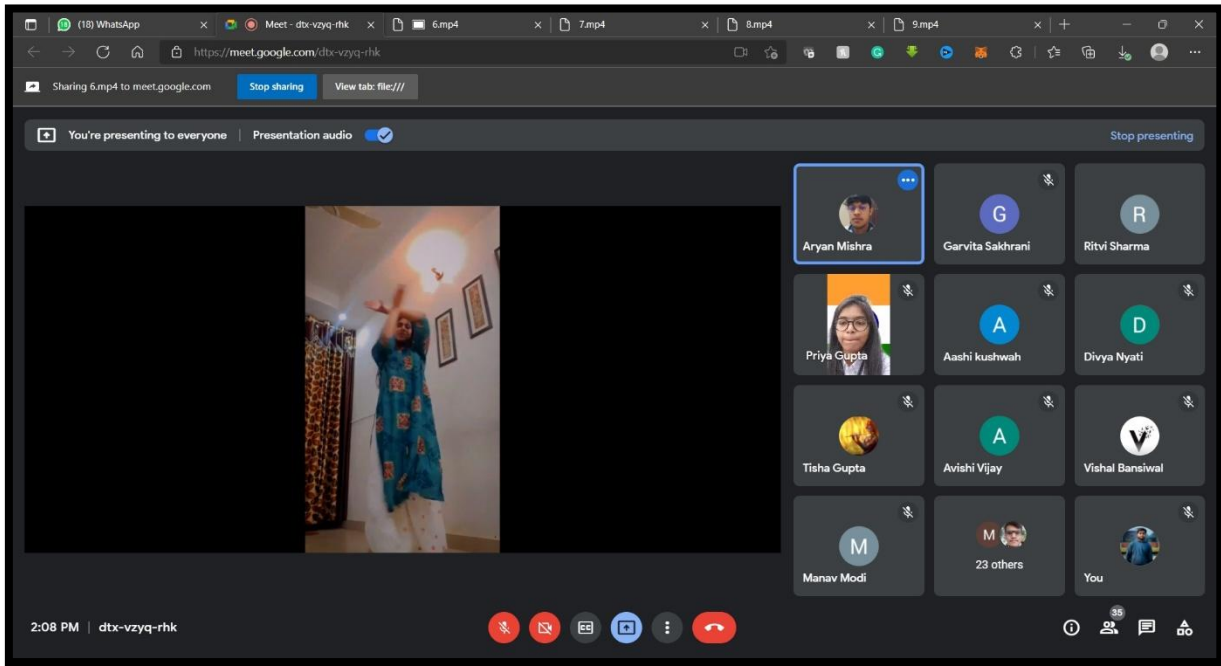 (18) WhatsApp
Meet - dtx-vzyq-rhk
6.mp4
7.mp4
8.mp4
9.mp4
https://meet.google.com/dtx-vzyq-rhk
Sharing 6.mp4 to meet.google.com
Stop sharing
View tab: file:///
You're presenting to everyone
Presentation audio
Stop presenting
Aryan Mishra
G
Garvita Sakhrani
R
Ritvi Sharma
Priya Gupta
A
Aashi kushwah
D
Divya Nyati
Tisha Gupta
A
Avishi Vijay
V
Vishal Bansiwal
M
Manav Modi
M
23 others
You
2:08 PM | dtx-vzyq-rhk
CC
35